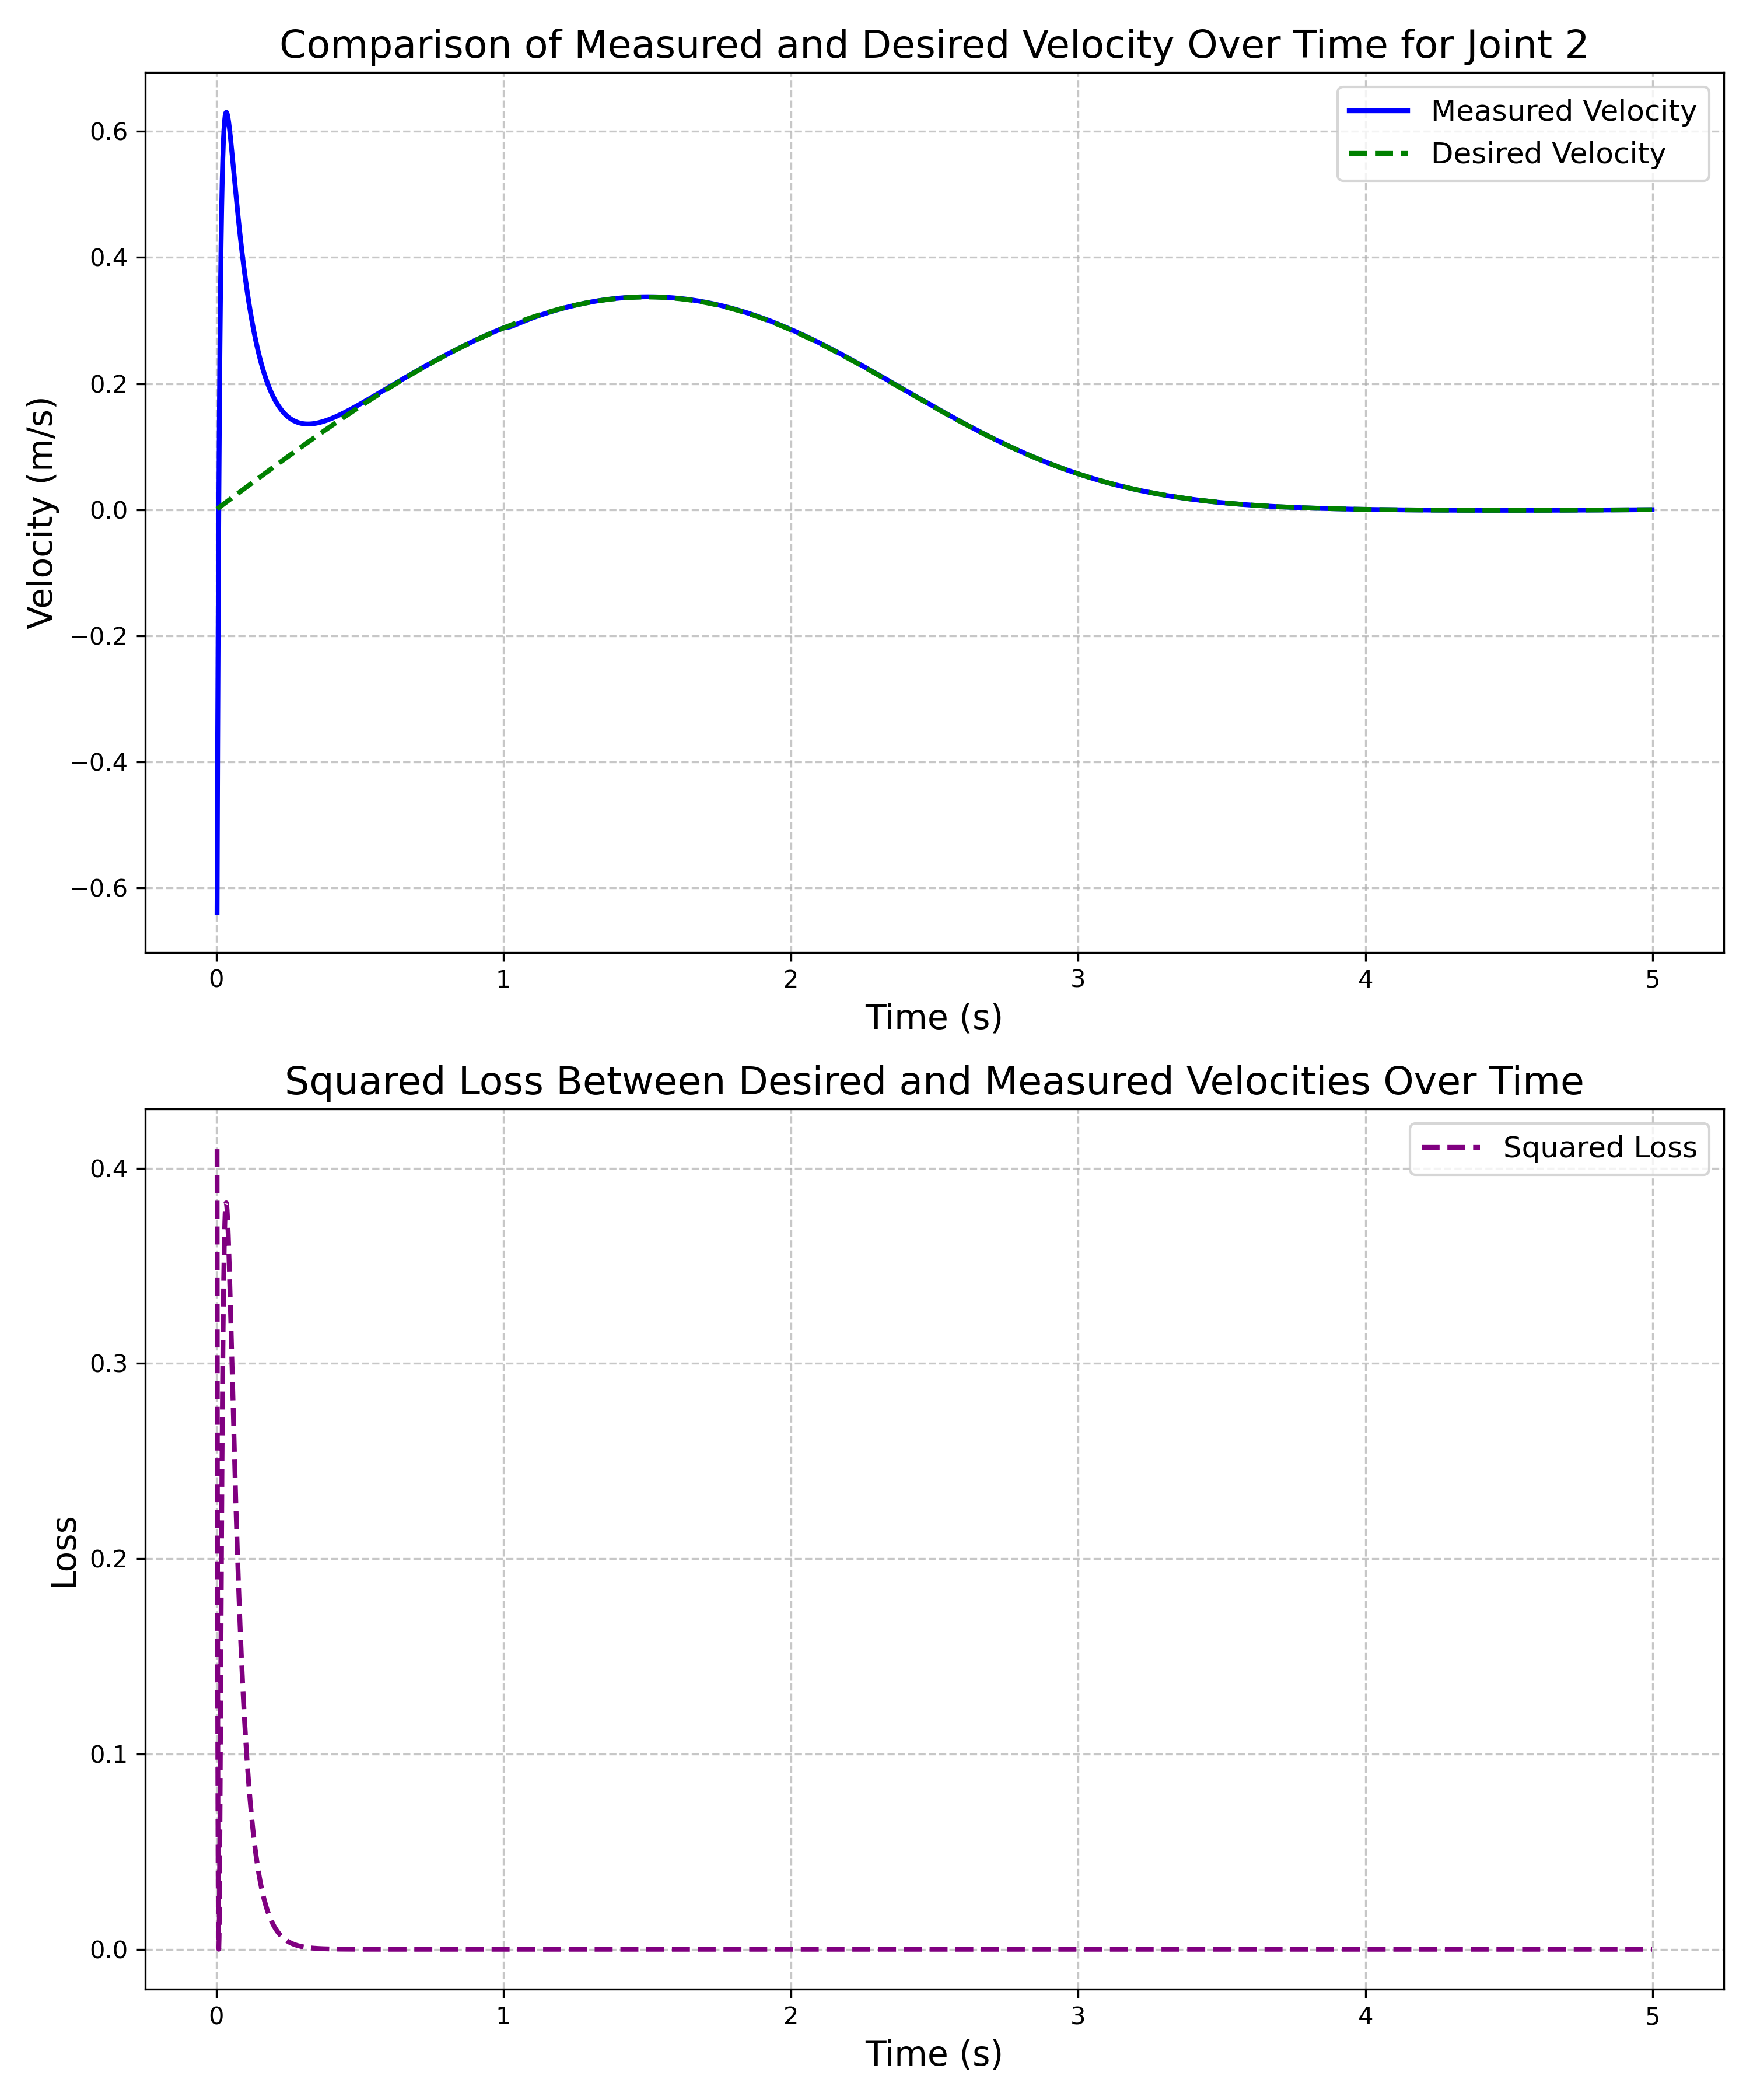 Comparison of Measured and Desired Velocity Over Time for Joint 2
Measured Velocity
Desired Velocity
Velocity (m/s)
0.6
0.4
0.2
0.0
−0.2
−0.4
−0.6
0 1 2 3 4 5
Time (s)
Squared Loss Between Desired and Measured Velocities Over Time
Squared Loss
Loss
0.4
0.3
0.2
0.1
0.0
0 1 2 3 4 5
Time (s)